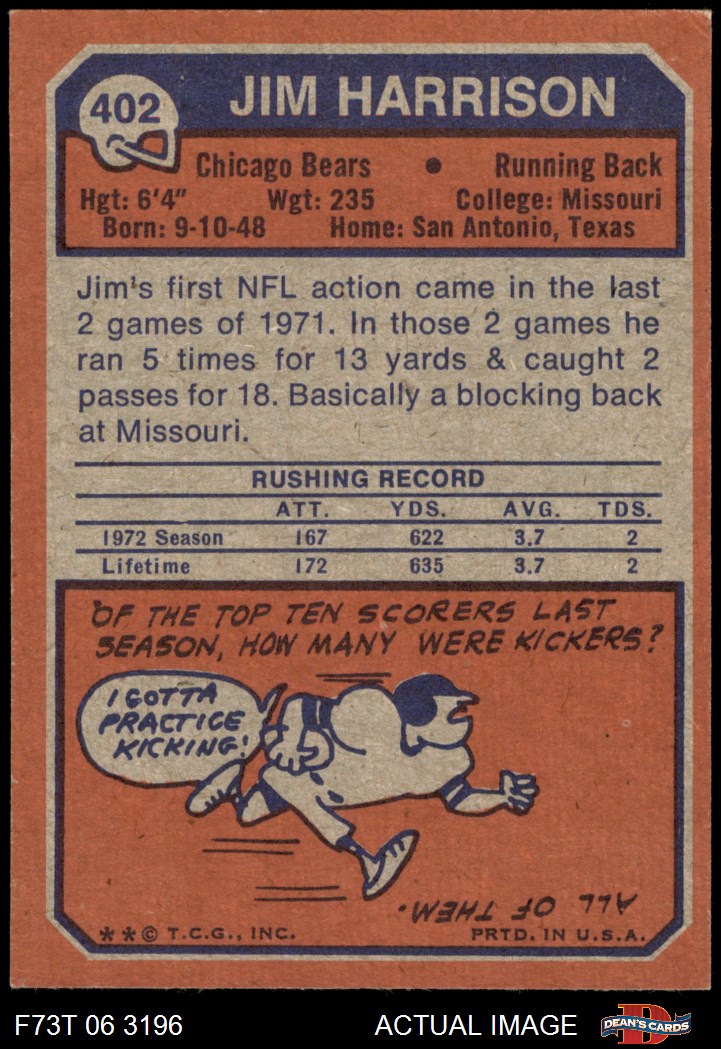 402
JIM HARRISON
Chicago Bears • Running Back
Hgt: 6'4" Wgt: 235 College: Missouri
Born: 9-10-48 Home: San Antonio, Texas
Jim's first NFL action came in the last
2 games of 1971. In those 2 games he
ran 5 times for 13 yards & caught 2
passes for 18. Basically a blocking back
at Missouri.
RUSHING RECORD
ATT. YDS. AVG. TDS.
1972 Season 167 622 3.7 2
Lifetime 172 635 3.7 2
OF THE TOP TEN SCORERS LAST
SEASON, HOW MANY WERE KICKERS?
I GOTTA
PRACTICE
KICKING!
ALL OF THEM.
**© T.C.G., INC. PRTD. IN U.S.A.
F73T 06 3196 ACTUAL IMAGE D DEAN'S CARDS